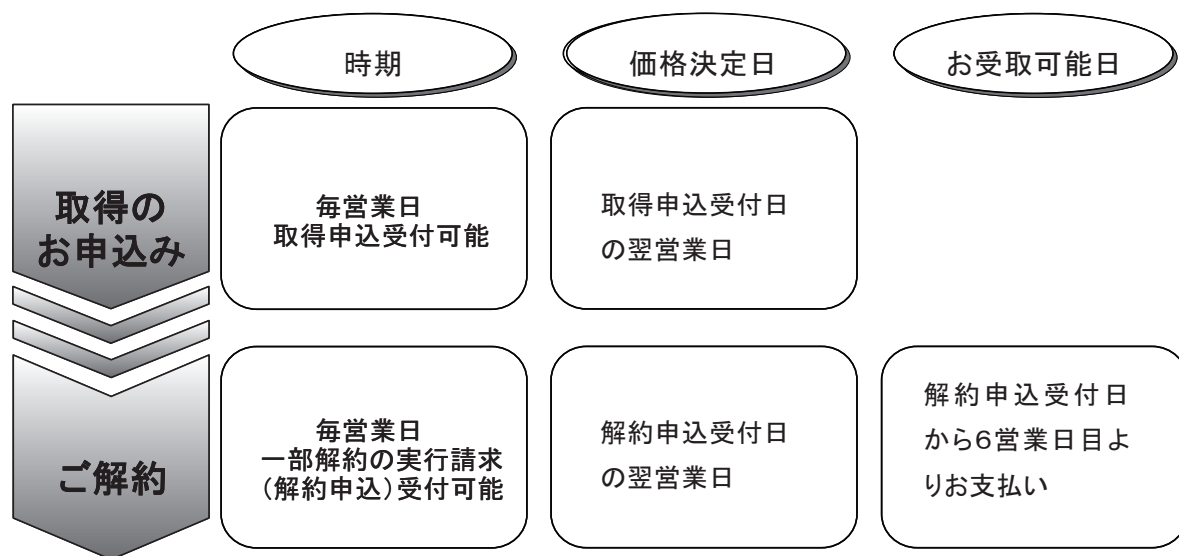 時期
価格決定日
お受取可能日
取得の
お申込み
毎営業日
取得申込受付可能
取得申込受付日
の翌営業日
ご解約
毎営業日
一部解約の実行請求
(解約申込)受付可能
解約申込受付日
の翌営業日
解約申込受付日
から6営業日目よ
りお支払い